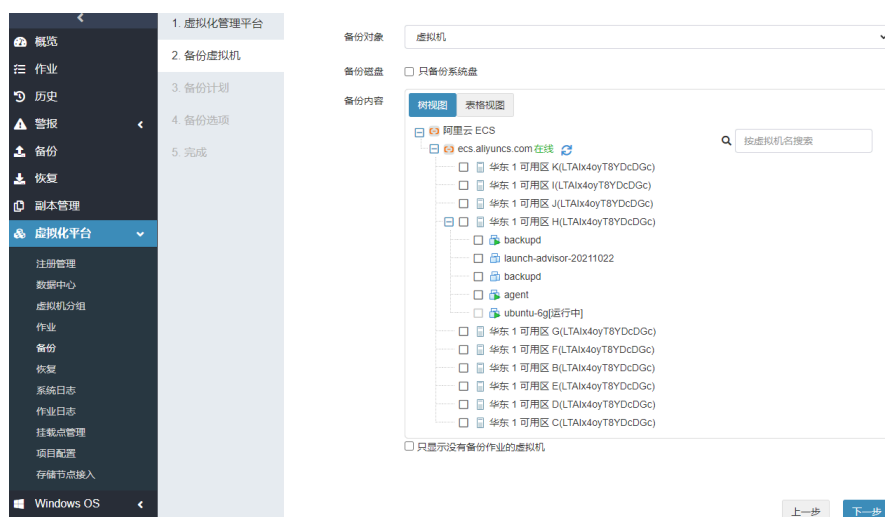 概览
作业
历史
警报
备份
恢复
副本管理
虚拟化平台
注册管理
数据中心
虚拟机分组
作业
备份
恢复
系统日志
作业日志
挂载点管理
项目配置
存储节点接入
Windows OS
1. 虚拟化管理平台
2. 备份虚拟机
3. 备份计划
4. 备份选项
5. 完成
备份对象 虚拟机
备份磁盘 只备份系统盘
备份内容 树视图 表格视图
阿里云 ECS
ecs.aliyuncs.com在线
按虚拟机名搜索
华东 1 可用区 K(LTAIx4oyT8YDcDGc)
华东 1 可用区 I(LTAIx4oyT8YDcDGc)
华东 1 可用区 J(LTAIx4oyT8YDcDGc)
华东 1 可用区 H(LTAIx4oyT8YDcDGc)
backupd
launch-advisor-20211022
backupd
agent
ubuntu-6g[运行中]
华东 1 可用区 G(LTAIx4oyT8YDcDGc)
华东 1 可用区 F(LTAIx4oyT8YDcDGc)
华东 1 可用区 B(LTAIx4oyT8YDcDGc)
华东 1 可用区 E(LTAIx4oyT8YDcDGc)
华东 1 可用区 D(LTAIx4oyT8YDcDGc)
华东 1 可用区 C(LTAIx4oyT8YDcDGc)
只显示没有备份作业的虚拟机
上一步 下一步